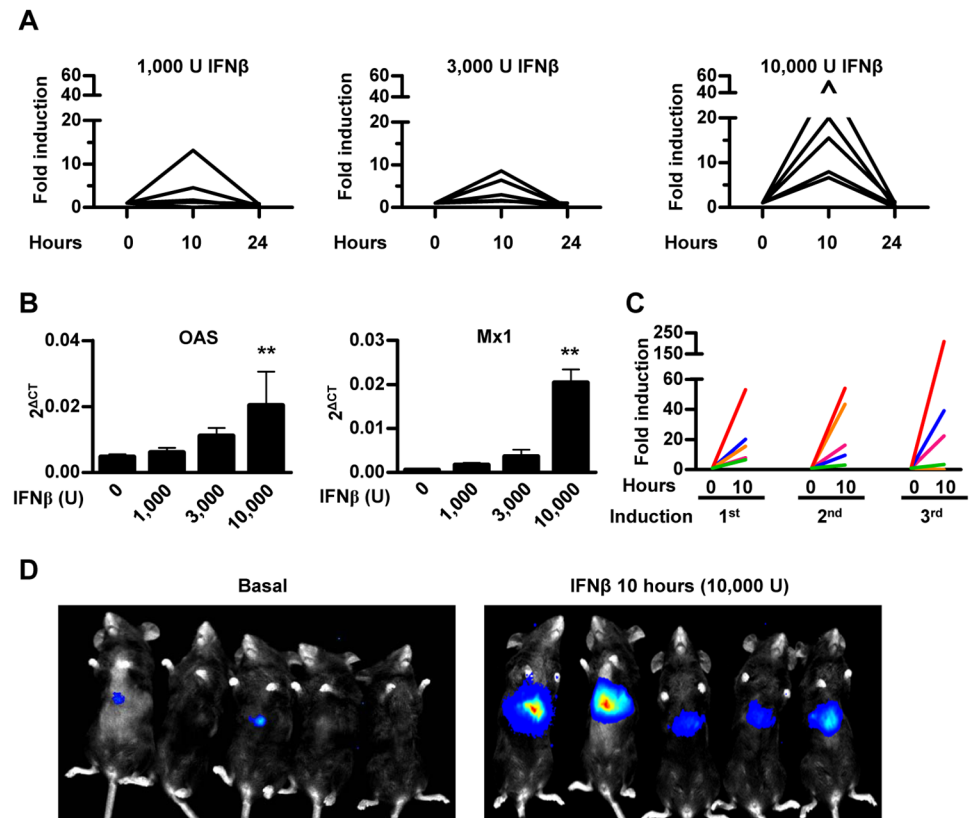 A
1,000 U IFNβ
3,000 U IFNβ
10,000 U IFNβ
Fold induction
60
40
20
10
0
Hours
0 10 24
Fold induction
60
40
20
10
0
Hours
0 10 24
Fold induction
60
40
20
10
0
Hours
0 10 24
B
OAS
2^ΔCT
0.04
0.02
0.00
**
IFNβ (U)
0 1,000 3,000 10,000
Mx1
2^ΔCT
0.03
0.02
0.01
0.00
**
IFNβ (U)
0 1,000 3,000 10,000
C
Fold induction
250
150
60
40
20
0
Hours
0 10 0 10 0 10
Induction 1st 2nd 3rd
D
Basal
IFNβ 10 hours (10,000 U)